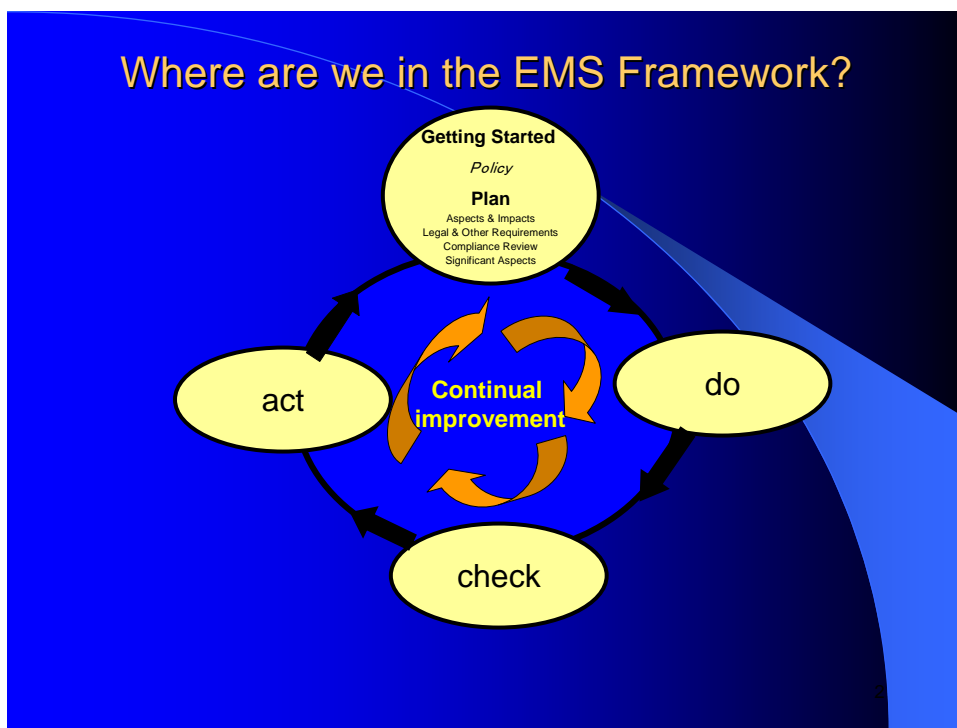 Where are we in the EMS Framework?
Getting Started
Policy
Plan
Aspects & Impacts
Legal & Other Requirements
Compliance Review
Significant Aspects
act
Continual
improvement
do
check
2